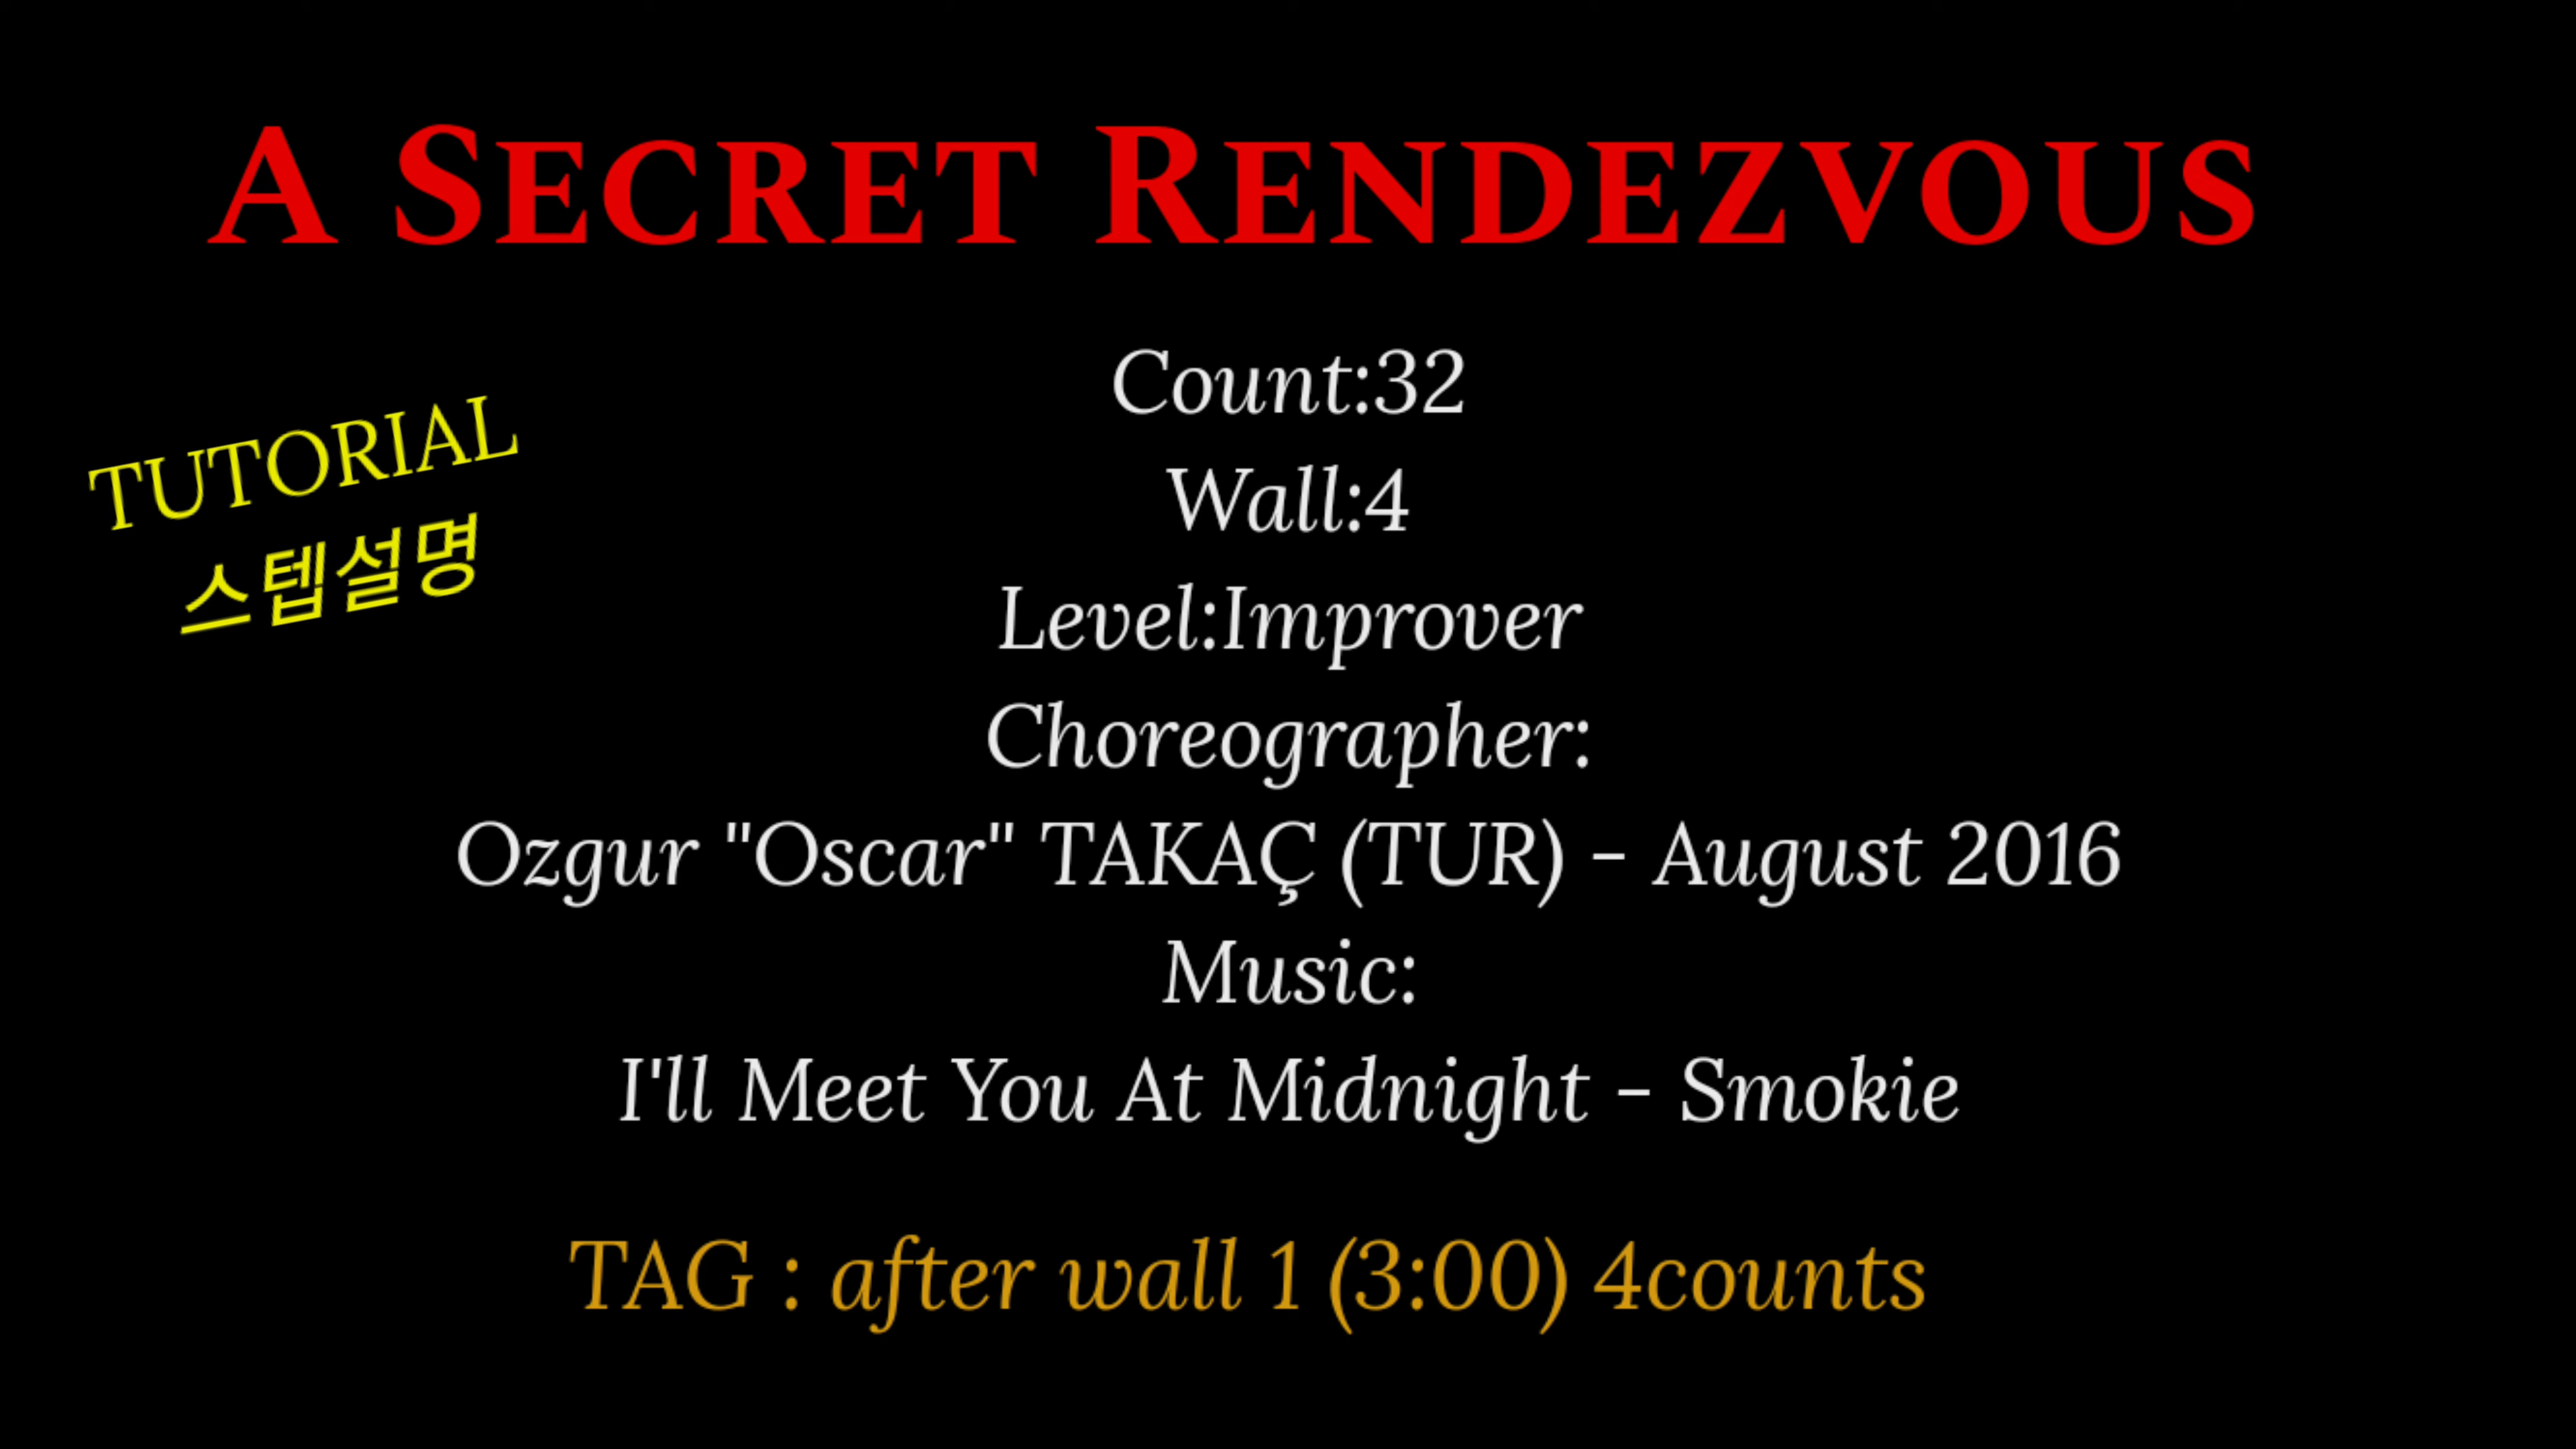 A Secret Rendezvous
TUTORIAL
스텝설명
Count:32
Wall:4
Level:Improver
Choreographer:
Ozgur "Oscar" TAKAÇ (TUR) - August 2016
Music:
I'll Meet You At Midnight - Smokie
TAG : after wall 1 (3:00) 4counts